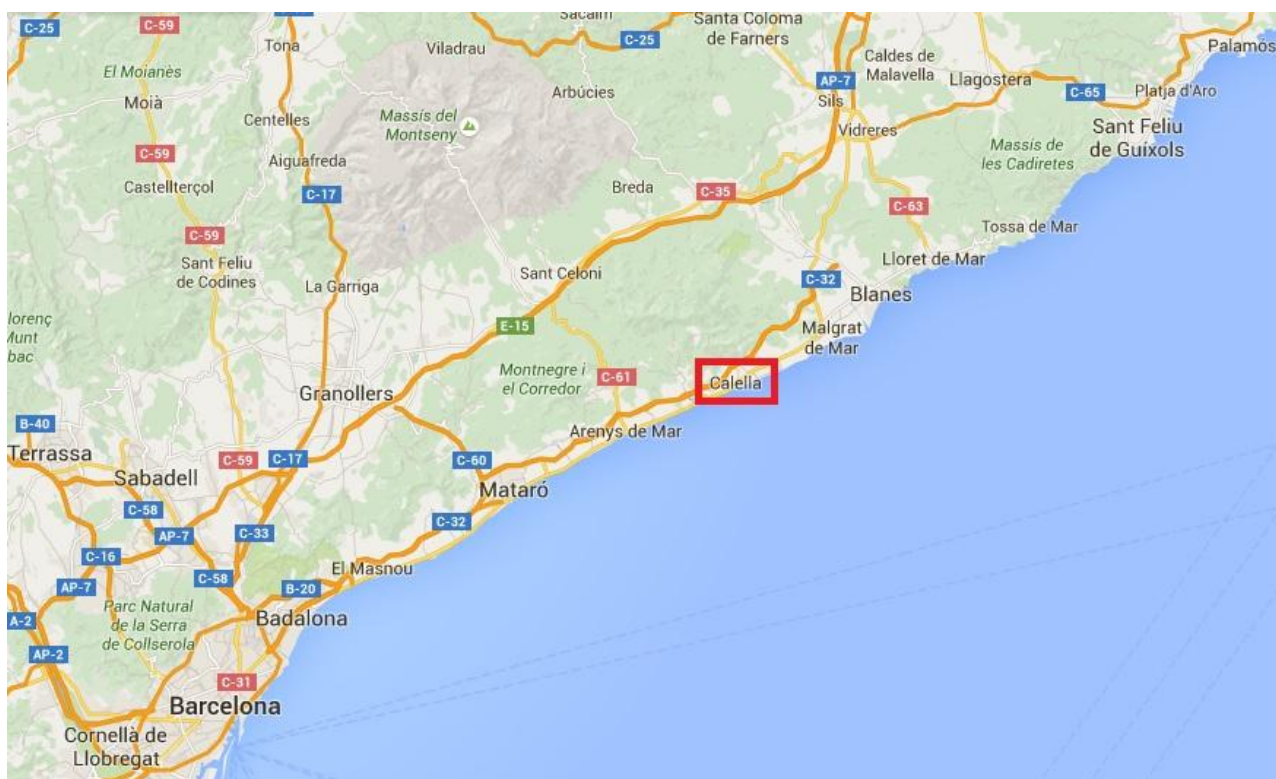 C-25
C-59
Sacalm
Santa Coloma
de Farners
C-25
Tona
Viladrau
Palamós
El Moianès
Caldes de
Malavella
Llagostera
AP-7
Sils
C-65
Platja d'Aro
Moià
Arbúcies
Centelles
Massís del
Montseny
Vidreres
Sant Feliu
de Guíxols
Massís de
les Cadiretes
C-59
Aiguafreda
Castellterçol
C-17
Breda
C-35
C-63
C-59
Tossa de Mar
Sant Feliu
de Codines
La Garriga
Sant Celoni
Lloret de Mar
C-32
Blanes
llorenç
Munt
bac
E-15
Malgrat
de Mar
Montnegre i
el Corredor
C-61
Calella
Granollers
B-40
Terrassa
Arenys de Mar
C-59
C-17
C-60
Sabadell
Mataró
C-58
AP-7
C-33
C-32
C-16
El Masnou
AP-7
C-58
B-20
Parc Natural
de la Serra
de Collserola
A-2
Badalona
AP-2
C-31
Barcelona
Cornellà de
Llobregat